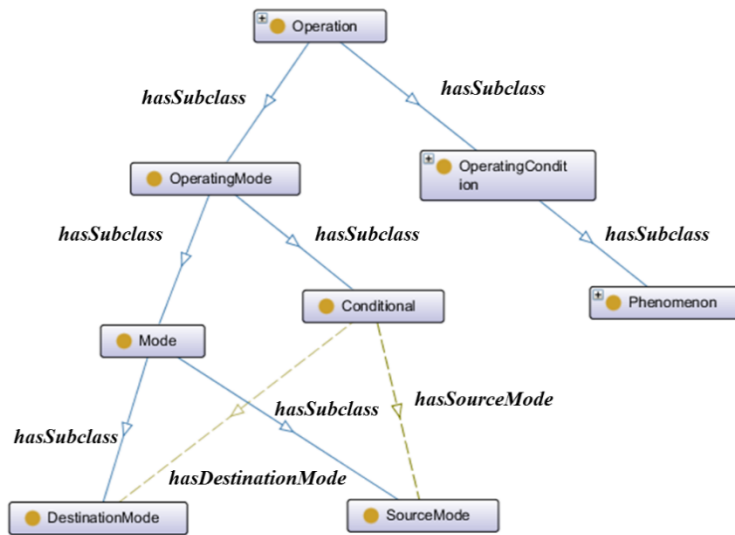 Operation
hasSubclass
hasSubclass
OperatingMode
OperatingCondit
ion
hasSubclass
hasSubclass
hasSubclass
Conditional
Phenomenon
Mode
hasSubclass
hasSourceMode
hasSubclass
hasDestinationMode
DestinationMode
SourceMode